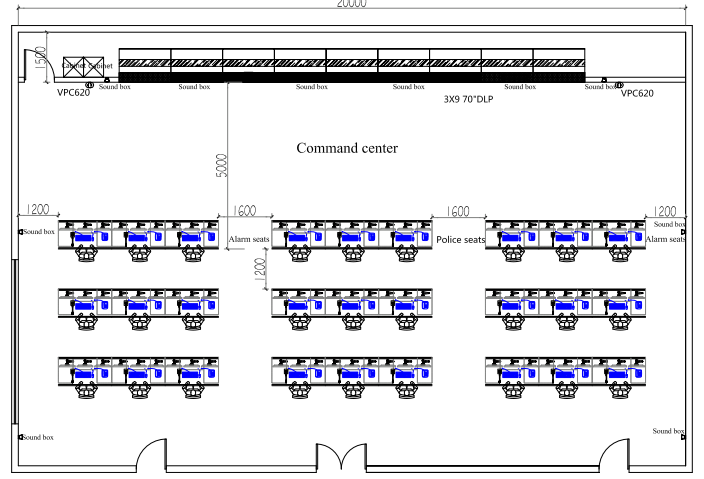 20000
1500
Cabinet Cabinet
Sound box Sound box Sound box Sound box Sound box Sound box
VPC620 VPC620
3X9 70"DLP
Command center
5000
1200 1600 1600 1200
Sound box Sound box
Alarm seats Police seats Alarm seats
1200
Sound box Sound box